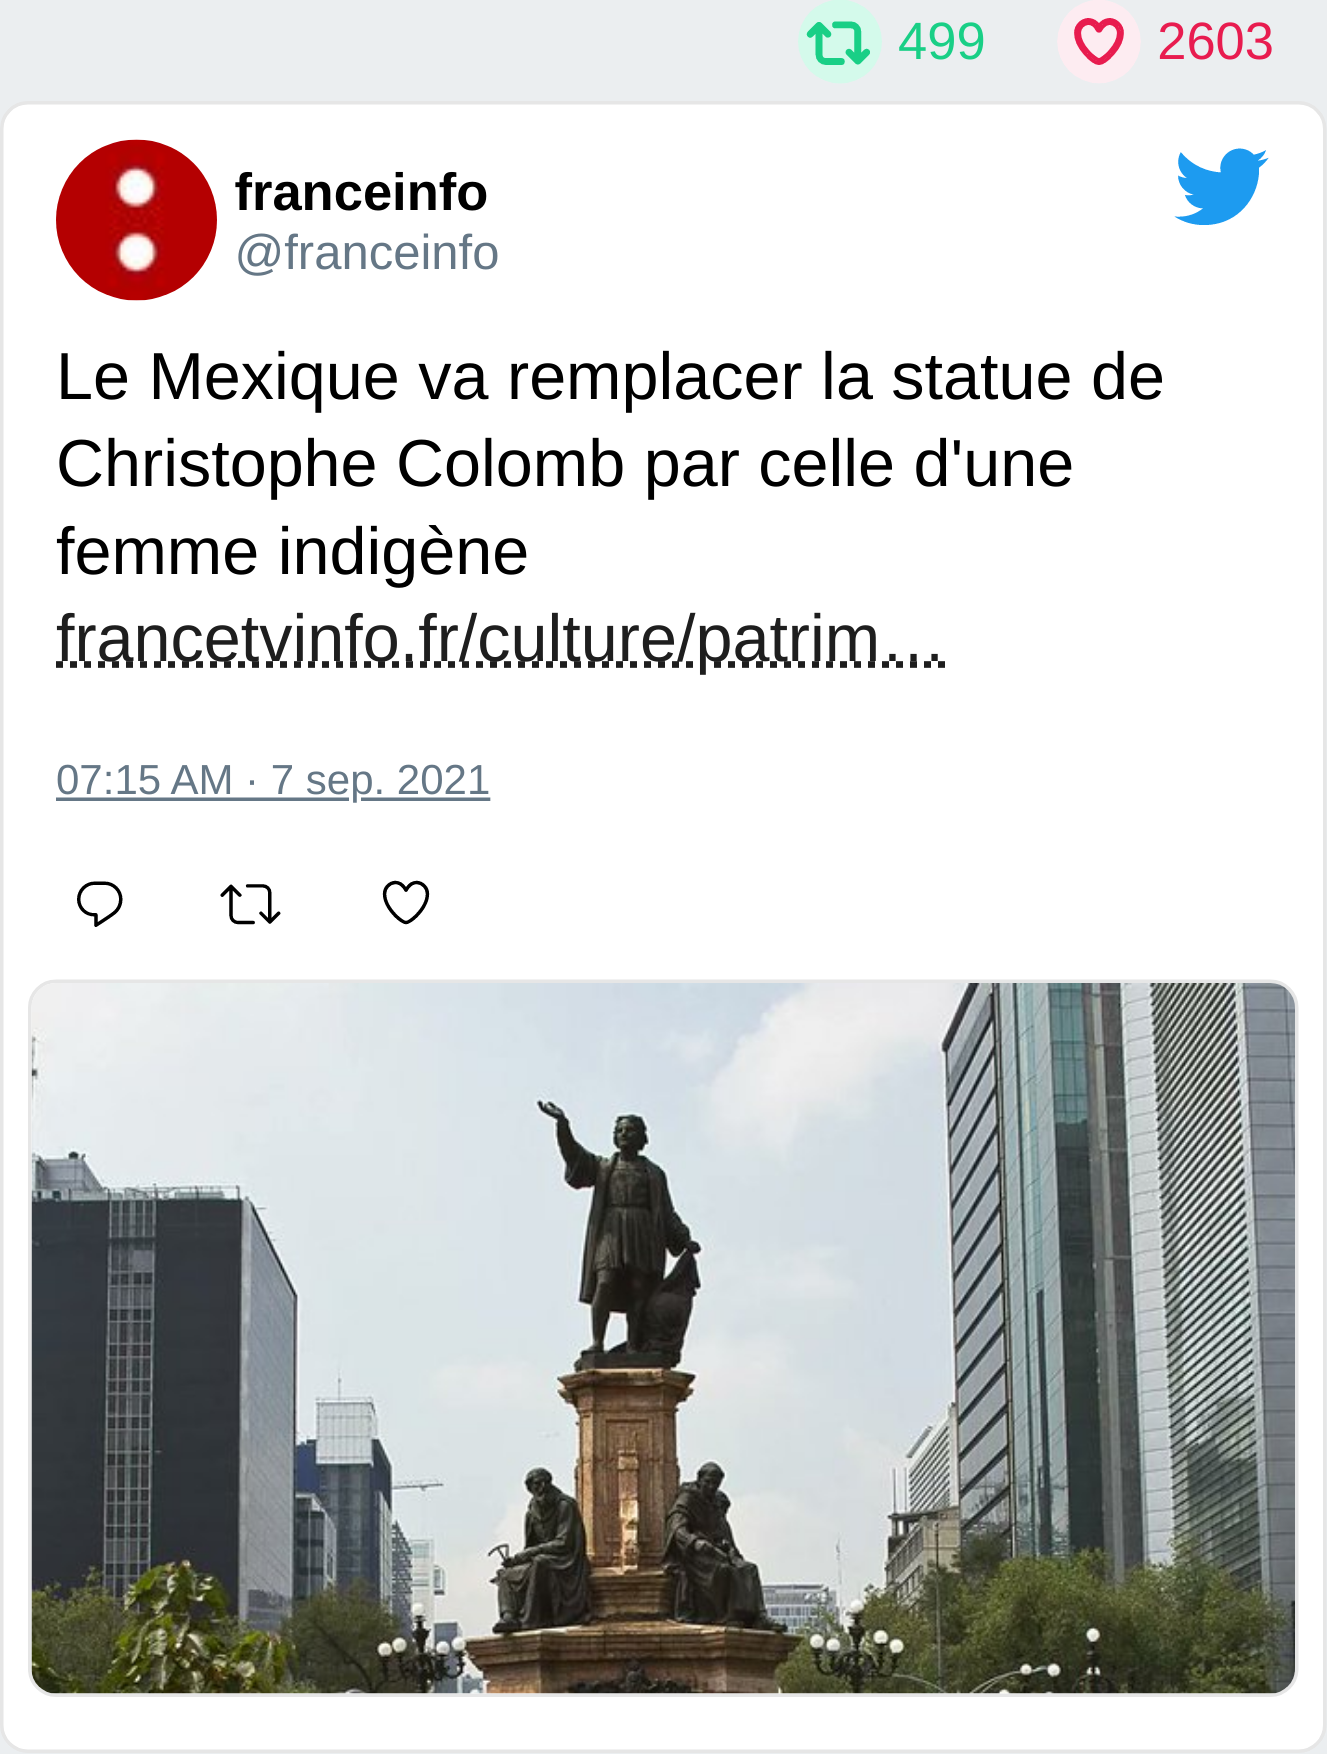 499 2603
franceinfo
@franceinfo
Le Mexique va remplacer la statue de
Christophe Colomb par celle d'une
femme indigène
francetvinfo.fr/culture/patrim…
07:15 AM · 7 sep. 2021